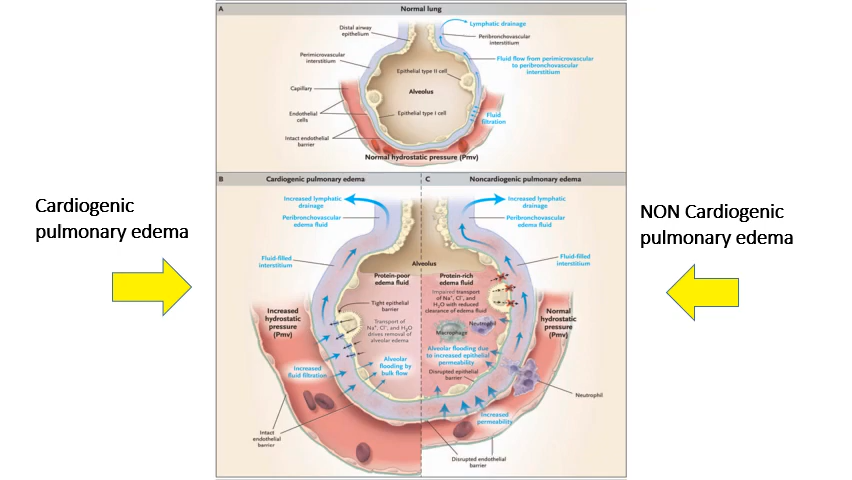 A
Normal lung
Distal airway
epithelium
Lymphatic drainage
Peribronchovascular
interstitium
Perimicrovascular
interstitium
Fluid flow from perimicrovascular
to peribronchovascular
interstitium
Epithelial type II cell
Capillary
Alveolus
Endothelial
cells
Epithelial type I cell
Fluid
filtration
Intact endothelial
barrier
Normal hydrostatic pressure (Pmv)
B
Cardiogenic pulmonary edema
C
Noncardiogenic pulmonary edema
Cardiogenic
pulmonary edema
NON Cardiogenic
pulmonary edema
Increased lymphatic
drainage
Peribronchovascular
edema fluid
Increased lymphatic
drainage
Peribronchovascular
edema fluid
Fluid-filled
interstitium
Alveolus
Fluid-filled
interstitium
Protein-poor
edema fluid
Protein-rich
edema fluid
Impaired transport
of Na⁺, Cl⁻, and
H₂O with reduced
clearance of edema fluid
Increased
hydrostatic
pressure
(Pmv)
Tight epithelial
barrier
Transport of
Na⁺, Cl⁻, and H₂O
drives removal of
alveolar edema
Normal
hydrostatic
pressure
(Pmv)
Neutrophil
Macrophage
Alveolar
flooding by
bulk flow
Alveolar flooding due
to increased epithelial
permeability
Increased
fluid filtration
Disrupted epithelial
barrier
Neutrophil
Increased
permeability
Intact
endothelial
barrier
Disrupted endothelial
barrier